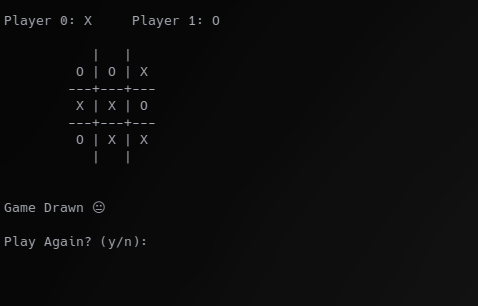 Player 0: X     Player 1: O
            |   |
          O | O | X
         ---+---+---
          X | X | O
         ---+---+---
          O | X | X
            |   |
Game Drawn 😐
Play Again? (y/n):